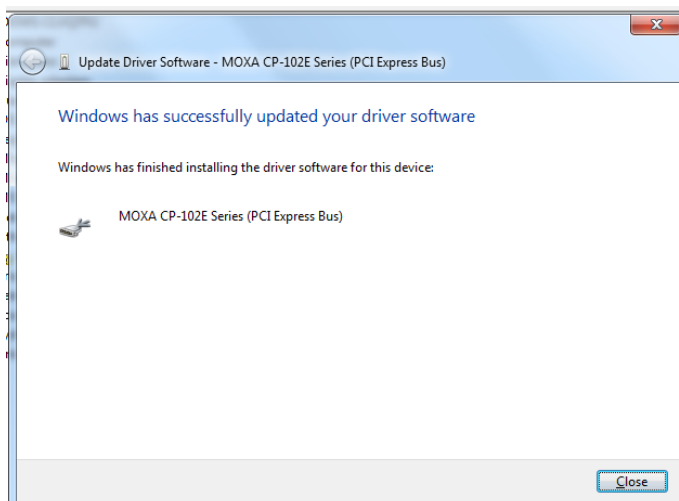 Update Driver Software - MOXA CP-102E Series (PCI Express Bus)
Windows has successfully updated your driver software
Windows has finished installing the driver software for this device:
MOXA CP-102E Series (PCI Express Bus)
Close